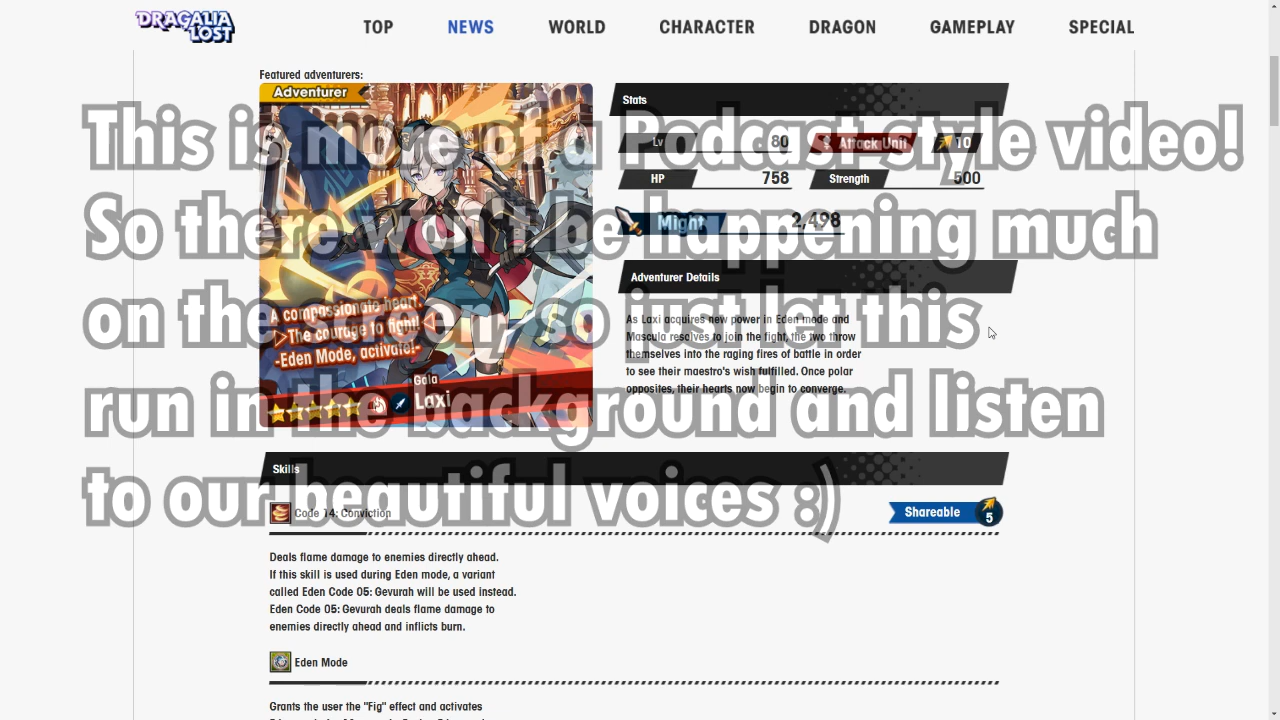 DRAGALIA LOST
TOP NEWS WORLD CHARACTER DRAGON GAMEPLAY SPECIAL
Featured adventurers:
Adventurer
A compassionate heart.
▷The courage to fight!◁
-Eden Mode, activate!-
Gala
Laxi
Stats
Lv 80 Attack Unit 10
HP 758 Strength 500
Might 2,498
Adventurer Details
As Laxi acquires new power in Eden mode and
Mascula resolves to join the fight, the two throw
themselves into the raging fires of battle in order
to see their maestro's wish fulfilled. Once polar
opposites, their hearts now begin to converge.
This is more of a Podcast style video!
So there won't be happening much
on the screen, so just let this
run in the background and listen
to our beautiful voices :)
Skills
Code 14: Conviction
Shareable 5
Deals flame damage to enemies directly ahead.
If this skill is used during Eden mode, a variant
called Eden Code 05: Gevurah will be used instead.
Eden Code 05: Gevurah deals flame damage to
enemies directly ahead and inflicts burn.
Eden Mode
Grants the user the "Fig" effect and activates